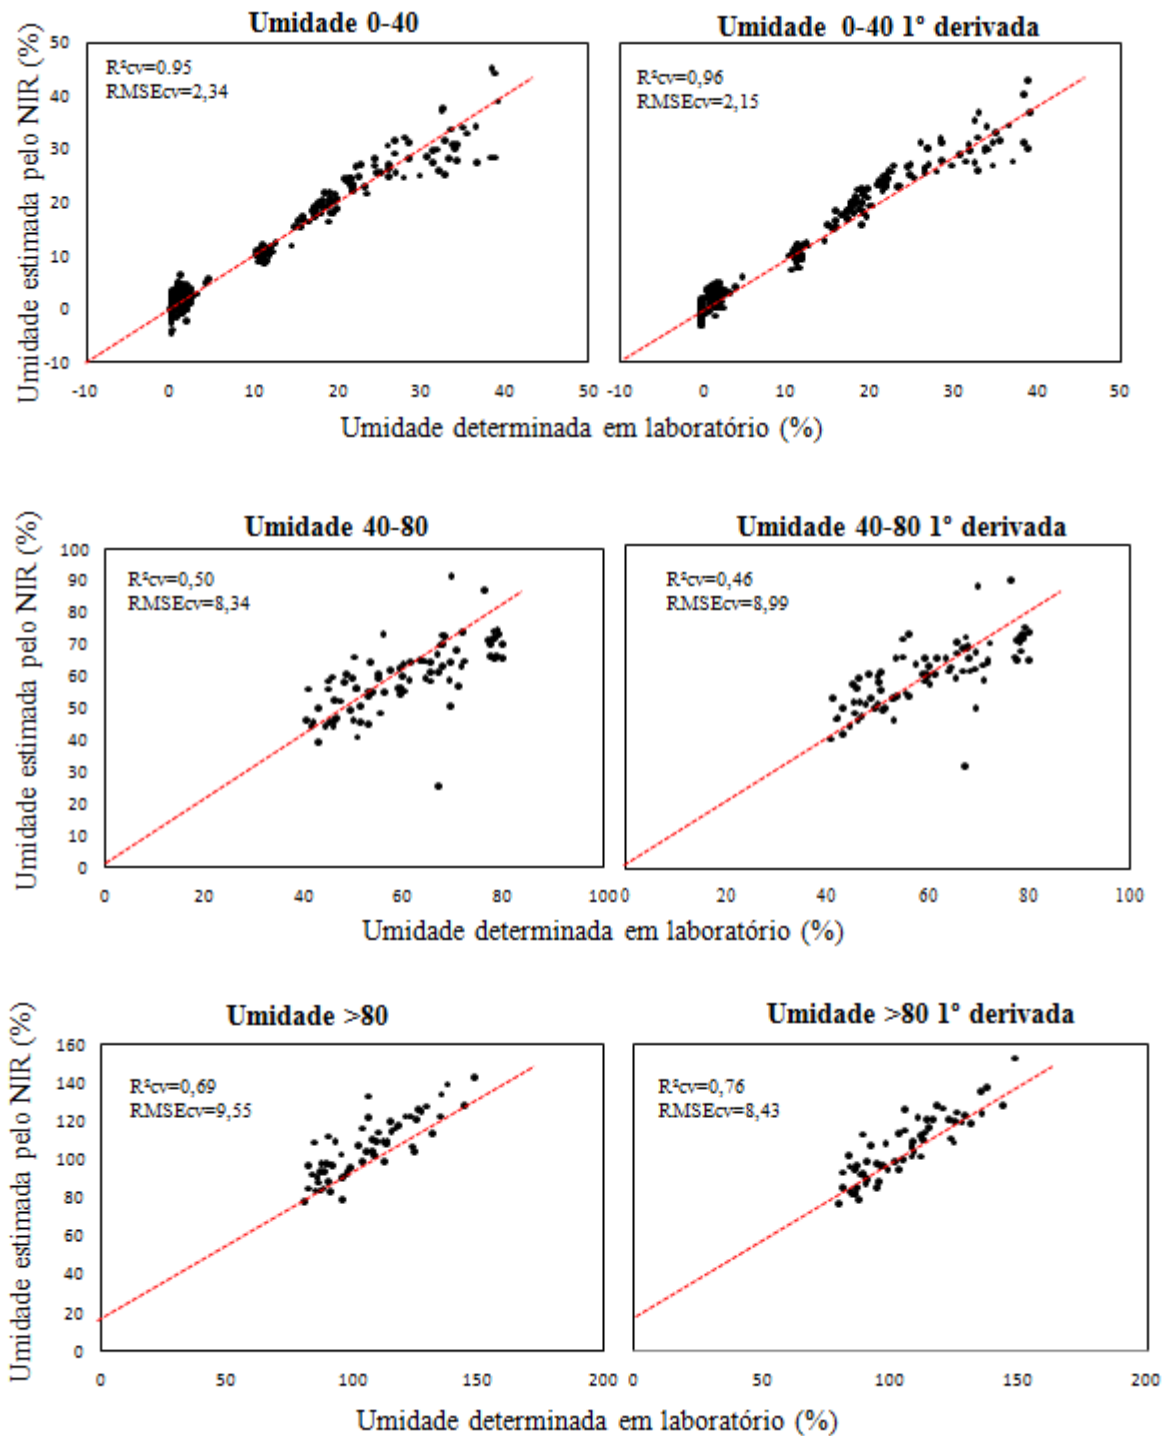 Umidade 0-40
Umidade 0-40 1° derivada
Umidade estimada pelo NIR (%)
50
40
30
20
10
0
-10
R²cv=0.95
RMSEcv=2,34
R²cv=0,96
RMSEcv=2,15
-10 0 10 20 30 40 50
-10 0 10 20 30 40 50
Umidade determinada em laboratório (%)
Umidade 40-80
Umidade 40-80 1° derivada
Umidade estimada pelo NIR (%)
100
90
80
70
60
50
40
30
20
10
0
R²cv=0,50
RMSEcv=8,34
R²cv=0,46
RMSEcv=8,99
0 20 40 60 80 100
0 20 40 60 80 100
Umidade determinada em laboratório (%)
Umidade >80
Umidade >80 1° derivada
Umidade estimada pelo NIR (%)
160
140
120
100
80
60
40
20
0
R²cv=0,69
RMSEcv=9,55
R²cv=0,76
RMSEcv=8,43
0 50 100 150 200
0 50 100 150 200
Umidade determinada em laboratório (%)